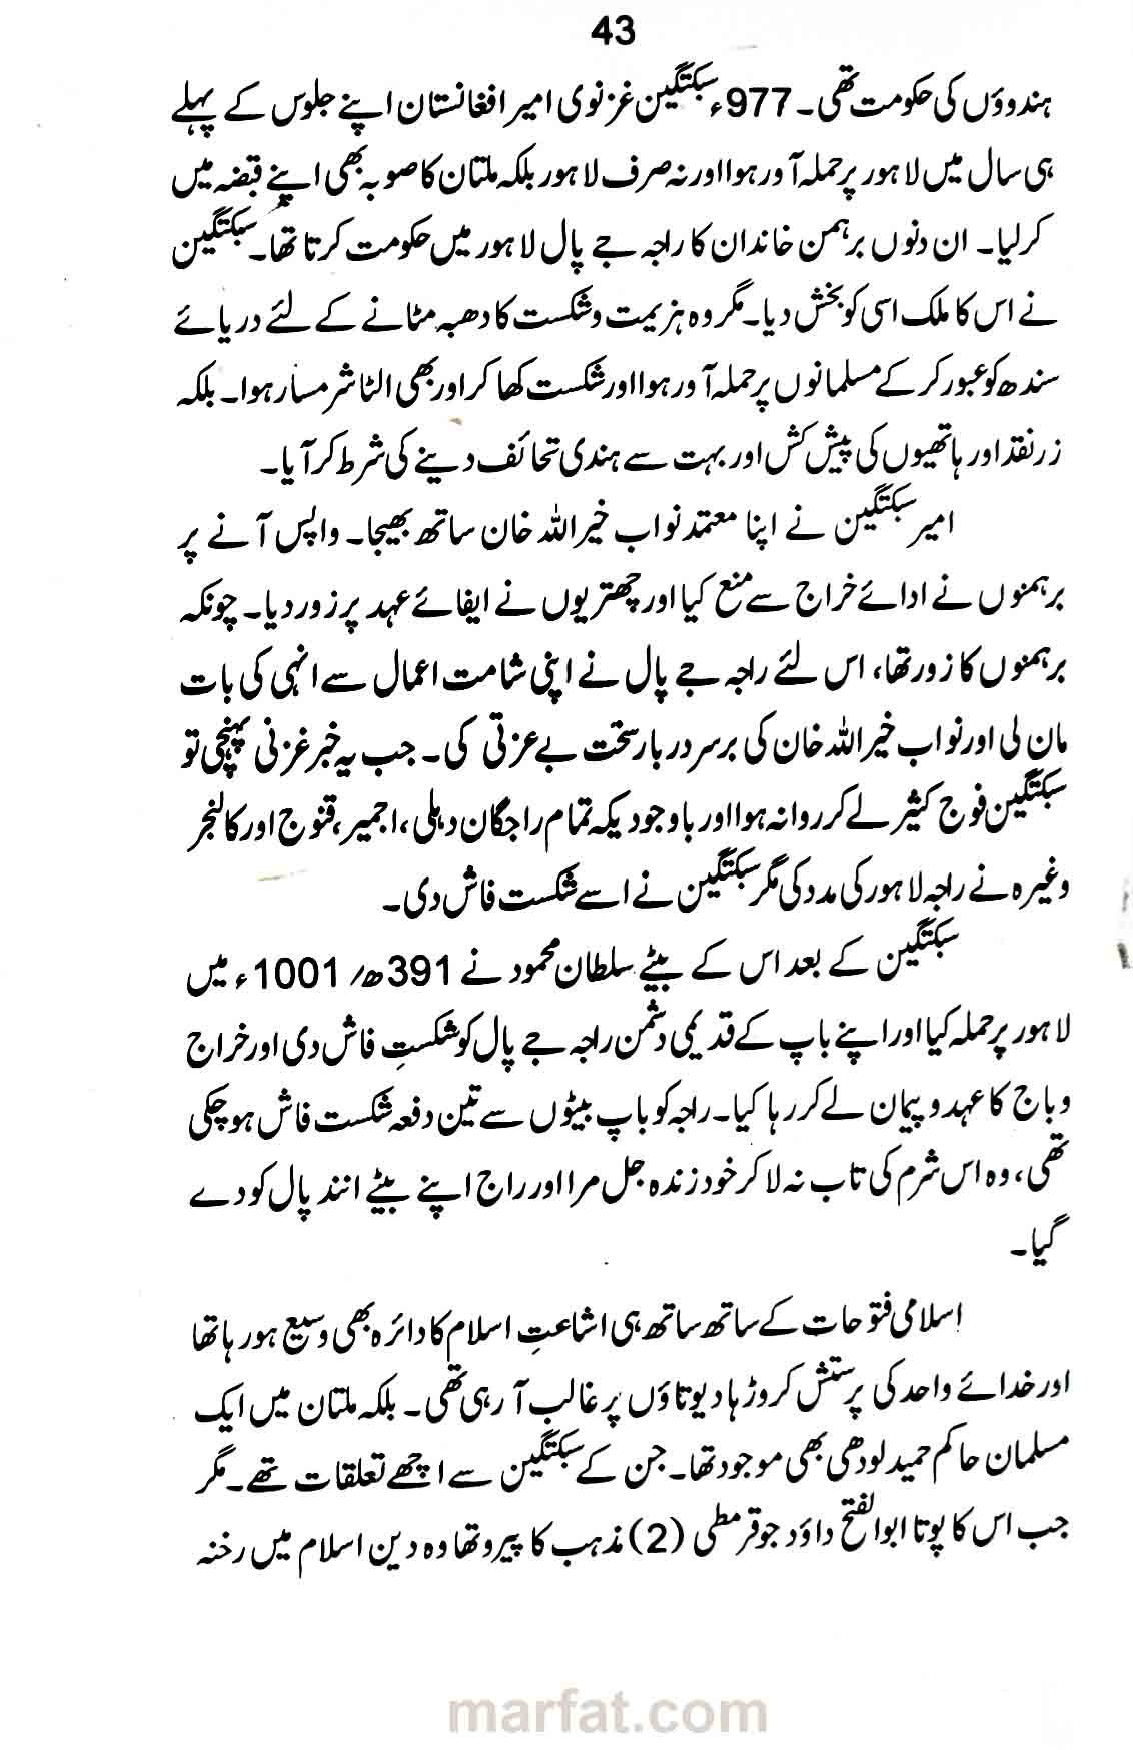 43
ہندوؤں کی حکومت تھی۔ 977ء سبکتگین غزنوی امیر افغانستان اپنے جلوس کے پہلے
ہی سال میں لاہور پر حملہ آور ہوا اور نہ صرف لاہور بلکہ ملتان کا صوبہ بھی اپنے قبضہ میں
کر لیا۔ ان دنوں برہمن خاندان کا راجہ جے پال لاہور میں حکومت کرتا تھا۔ سبکتگین
نے اس کا ملک اسی کو بخش دیا۔ مگر وہ ہزیمت و شکست کا دھبہ مٹانے کے لئے دریائے
سندھ کو عبور کر کے مسلمانوں پر حملہ آور ہوا اور شکست کھا کر اور بھی الٹا شرمسار ہوا۔ بلکہ
زر نقد اور ہاتھیوں کی پیش کش اور بہت سے ہندی تحائف دینے کی شرط کر آیا۔
امیر سبکتگین نے اپنا معتمد نواب خیر اللہ خان ساتھ بھیجا۔ واپس آنے پر
برہمنوں نے ادائے خراج سے منع کیا اور چھتریوں نے ایفائے عہد پر زور دیا۔ چونکہ
برہمنوں کا زور تھا، اس لئے راجہ جے پال نے اپنی شامت اعمال سے انہی کی بات
مان لی اور نواب خیر اللہ خان کی برسر دربار سخت بے عزتی کی۔ جب یہ خبر غزنی پہنچی تو
سبکتگین فوج کثیر لے کر روانہ ہوا اور باوجودیکہ تمام راجگان دہلی، اجمیر، قنوج اور کالنجر
وغیرہ نے راجہ لاہور کی مدد کی مگر سبکتگین نے اسے شکست فاش دی۔
سبکتگین کے بعد اس کے بیٹے سلطان محمود نے 391ھ/ 1001ء میں
لاہور پر حملہ کیا اور اپنے باپ کے قدیمی دشمن راجہ جے پال کو شکستِ فاش دی اور خراج
و باج کا عہد و پیمان لے کر رہا کیا۔ راجہ کو باپ بیٹوں سے تین دفعہ شکست فاش ہو چکی
تھی، وہ اس شرم کی تاب نہ لا کر خود زندہ جل مرا اور راج اپنے بیٹے انند پال کو دے
گیا۔
اسلامی فتوحات کے ساتھ ساتھ ہی اشاعتِ اسلام کا دائرہ بھی وسیع ہو رہا تھا
اور خدائے واحد کی پرستش کروڑہا دیوتاؤں پر غالب آ رہی تھی۔ بلکہ ملتان میں ایک
مسلمان حاکم حمید لودھی بھی موجود تھا۔ جن کے سبکتگین سے اچھے تعلقات تھے۔ مگر
جب اس کا پوتا ابوالفتح داؤد جو قرمطی (2) مذہب کا پیرو تھا وہ دین اسلام میں رخنہ
marfat.com